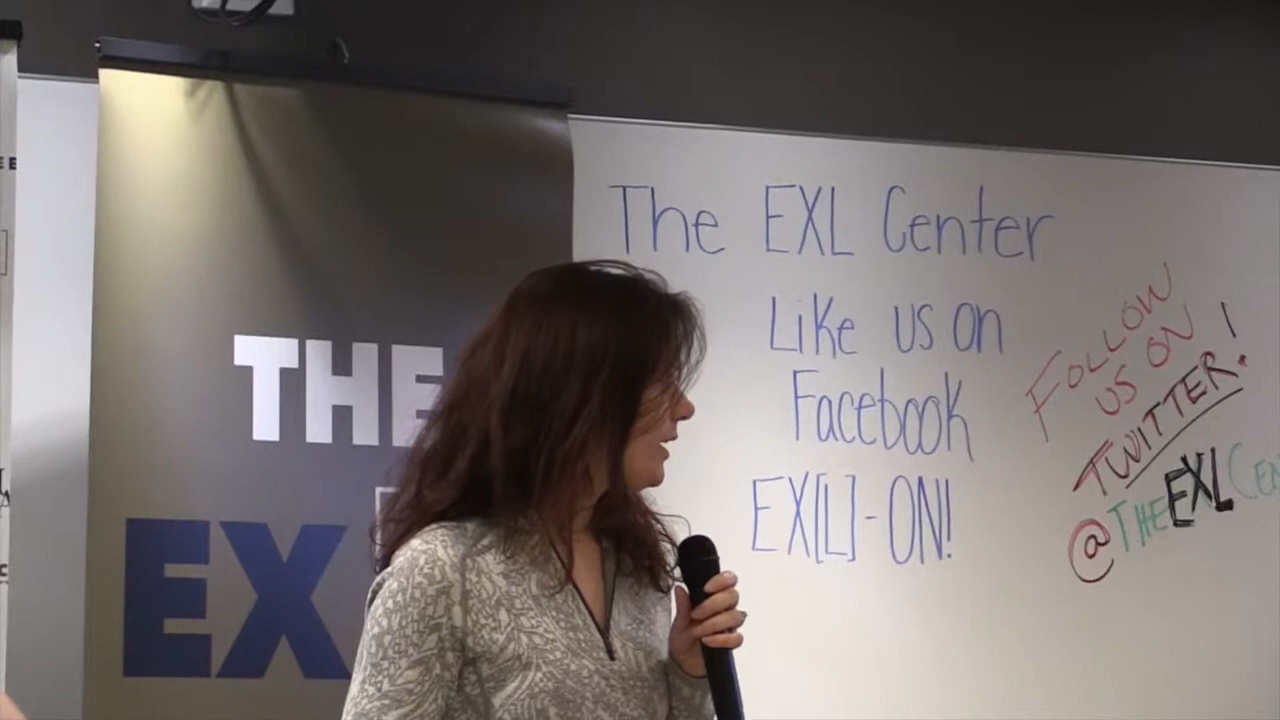 THE
EX
The EXL Center
Like us on
Facebook
EX[L]-ON!
FOLLOW
US ON
TWITTER!
@THEEXL